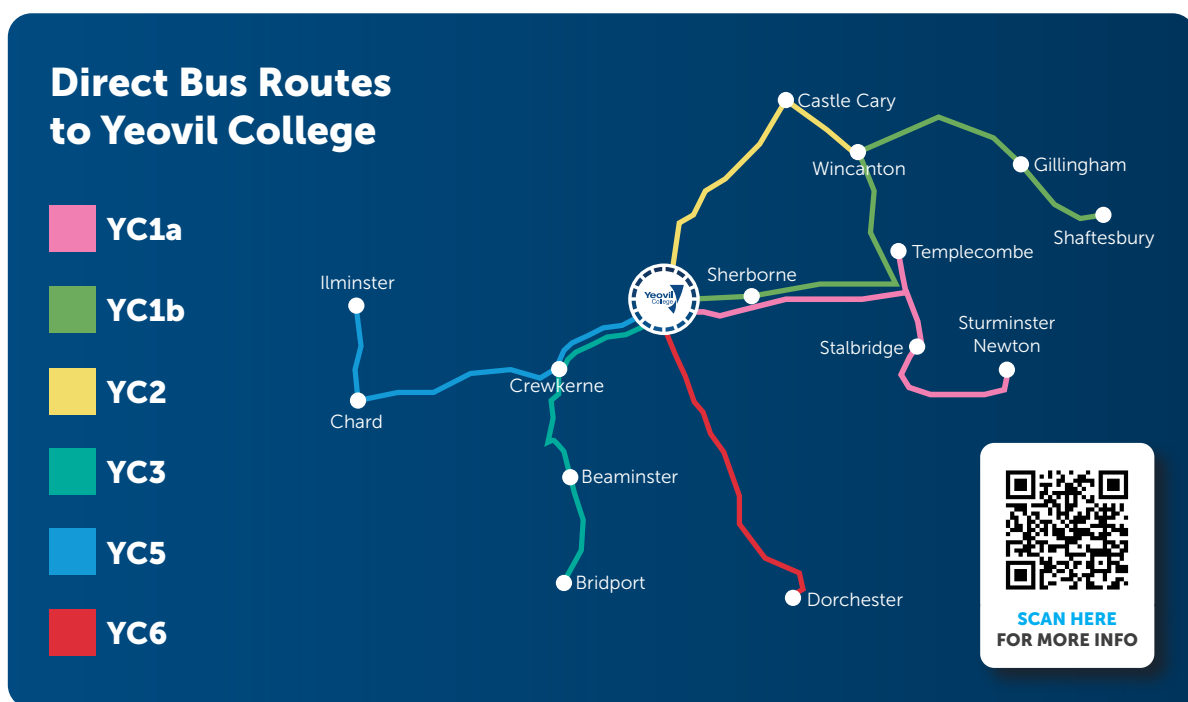 Direct Bus Routes
to Yeovil College
YC1a
YC1b
YC2
YC3
YC5
YC6
Castle Cary
Wincanton
Gillingham
Shaftesbury
Templecombe
Sherborne
Yeovil
College
Ilminster
Stalbridge
Sturminster
Newton
Crewkerne
Chard
Beaminster
Bridport
Dorchester
SCAN HERE
FOR MORE INFO